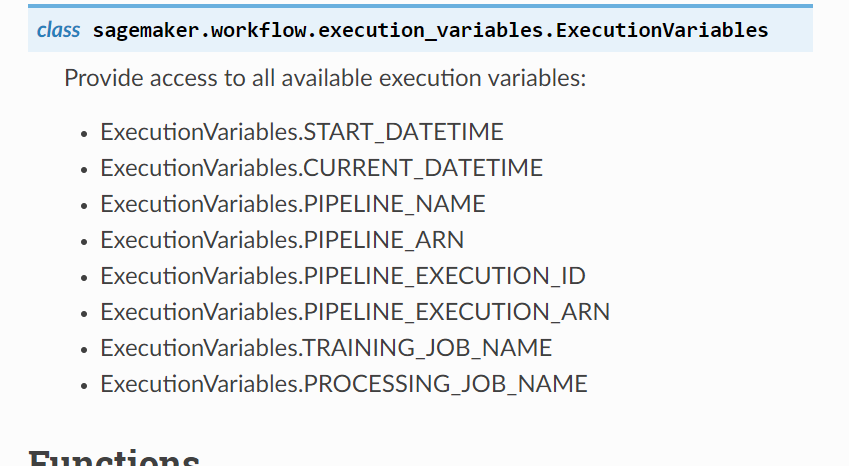 class sagemaker.workflow.execution_variables.ExecutionVariables
Provide access to all available execution variables:
• ExecutionVariables.START_DATETIME
• ExecutionVariables.CURRENT_DATETIME
• ExecutionVariables.PIPELINE_NAME
• ExecutionVariables.PIPELINE_ARN
• ExecutionVariables.PIPELINE_EXECUTION_ID
• ExecutionVariables.PIPELINE_EXECUTION_ARN
• ExecutionVariables.TRAINING_JOB_NAME
• ExecutionVariables.PROCESSING_JOB_NAME
Functions